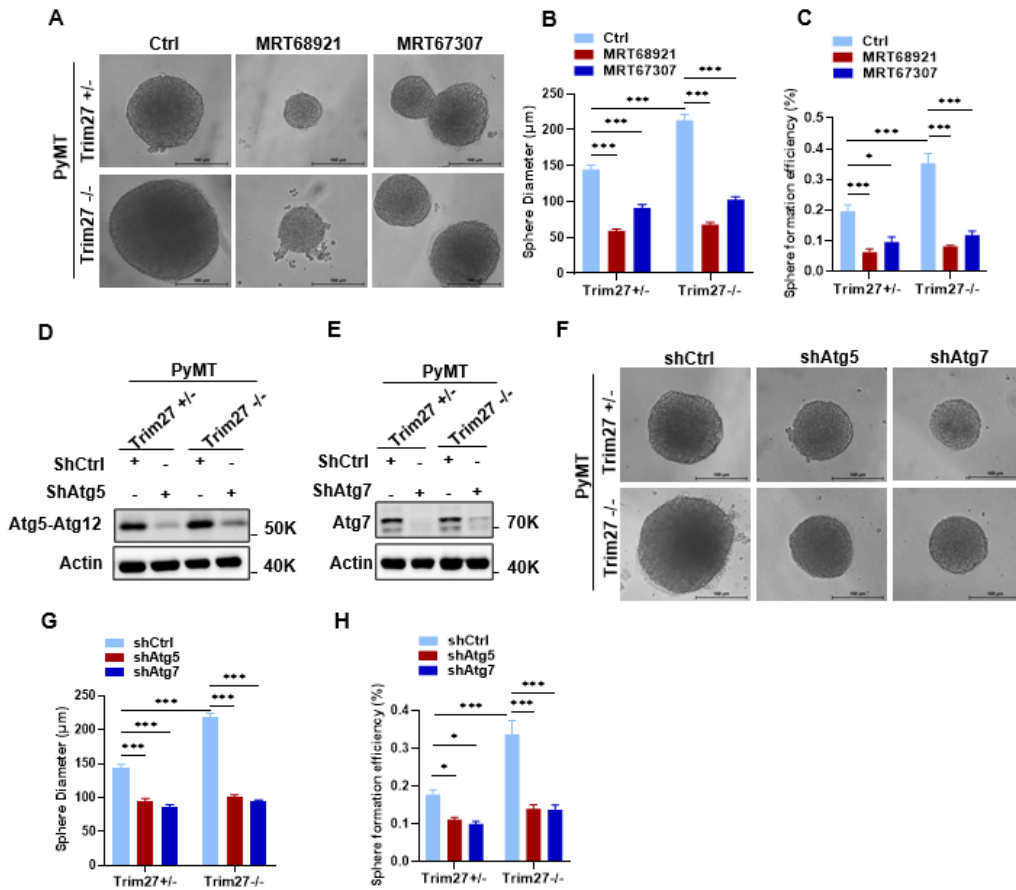 A
Ctrl
MRT68921
MRT67307
PyMT
Trim27 +/-
Trim27 -/-
B
Ctrl
MRT68921
MRT67307
Sphere Diameter (µm)
250
200
150
100
50
0
***
***
***
***
***
Trim27+/-
Trim27-/-
C
Ctrl
MRT68921
MRT67307
Sphere formation efficiency (%)
0.5
0.4
0.3
0.2
0.1
0.0
***
*
***
***
***
Trim27+/-
Trim27-/-
D
PyMT
Trim27 +/-
Trim27 -/-
ShCtrl + - + -
ShAtg5 - + - +
Atg5-Atg12
50K
Actin
40K
E
PyMT
Trim27 +/-
Trim27 -/-
ShCtrl + - + -
ShAtg7 - + - +
Atg7
70K
Actin
40K
F
shCtrl
shAtg5
shAtg7
PyMT
Trim27 +/-
Trim27 -/-
G
shCtrl
shAtg5
shAtg7
Sphere Diameter (µm)
250
200
150
100
50
0
***
***
***
***
***
Trim27+/-
Trim27-/-
H
shCtrl
shAtg5
shAtg7
Sphere formation efficiency (%)
0.4
0.3
0.2
0.1
0.0
***
*
*
***
***
Trim27+/-
Trim27-/-